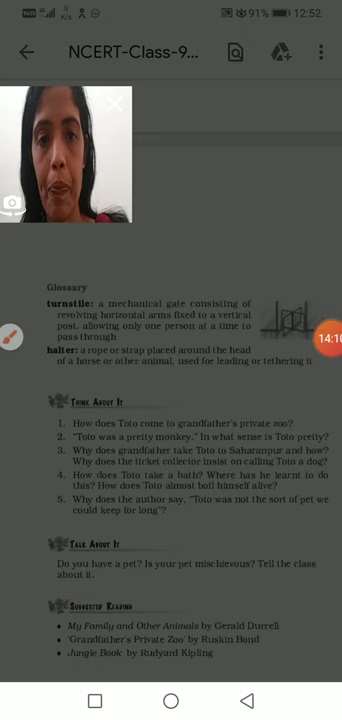 91% 12:52
NCERT-Class-9...
Glossary
turnstile: a mechanical gate consisting of
revolving horizontal arms fixed to a vertical
post, allowing only one person at a time to
pass through
halter: a rope or strap placed around the head
of a horse or other animal, used for leading or tethering it
14:10
Think About It
1. How does Toto come to grandfather's private zoo?
2. "Toto was a pretty monkey." In what sense is Toto pretty?
3. Why does grandfather take Toto to Saharanpur and how?
Why does the ticket collector insist on calling Toto a dog?
4. How does Toto take a bath? Where has he learnt to do
this? How does Toto almost boil himself alive?
5. Why does the author say, "Toto was not the sort of pet we
could keep for long"?
Talk About It
Do you have a pet? Is your pet mischievous? Tell the class
about it.
Suggested Reading
• My Family and Other Animals by Gerald Durrell
• 'Grandfather's Private Zoo' by Ruskin Bond
• Jungle Book by Rudyard Kipling